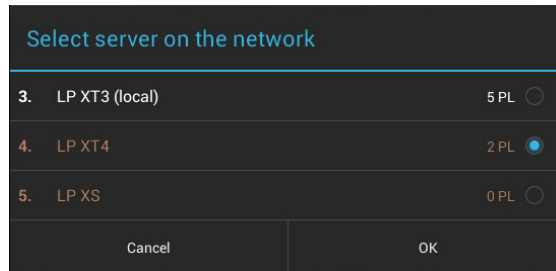 Select server on the network
3. LP XT3 (local) 5 PL
4. LP XT4 2 PL
5. LP XS 0 PL
Cancel OK